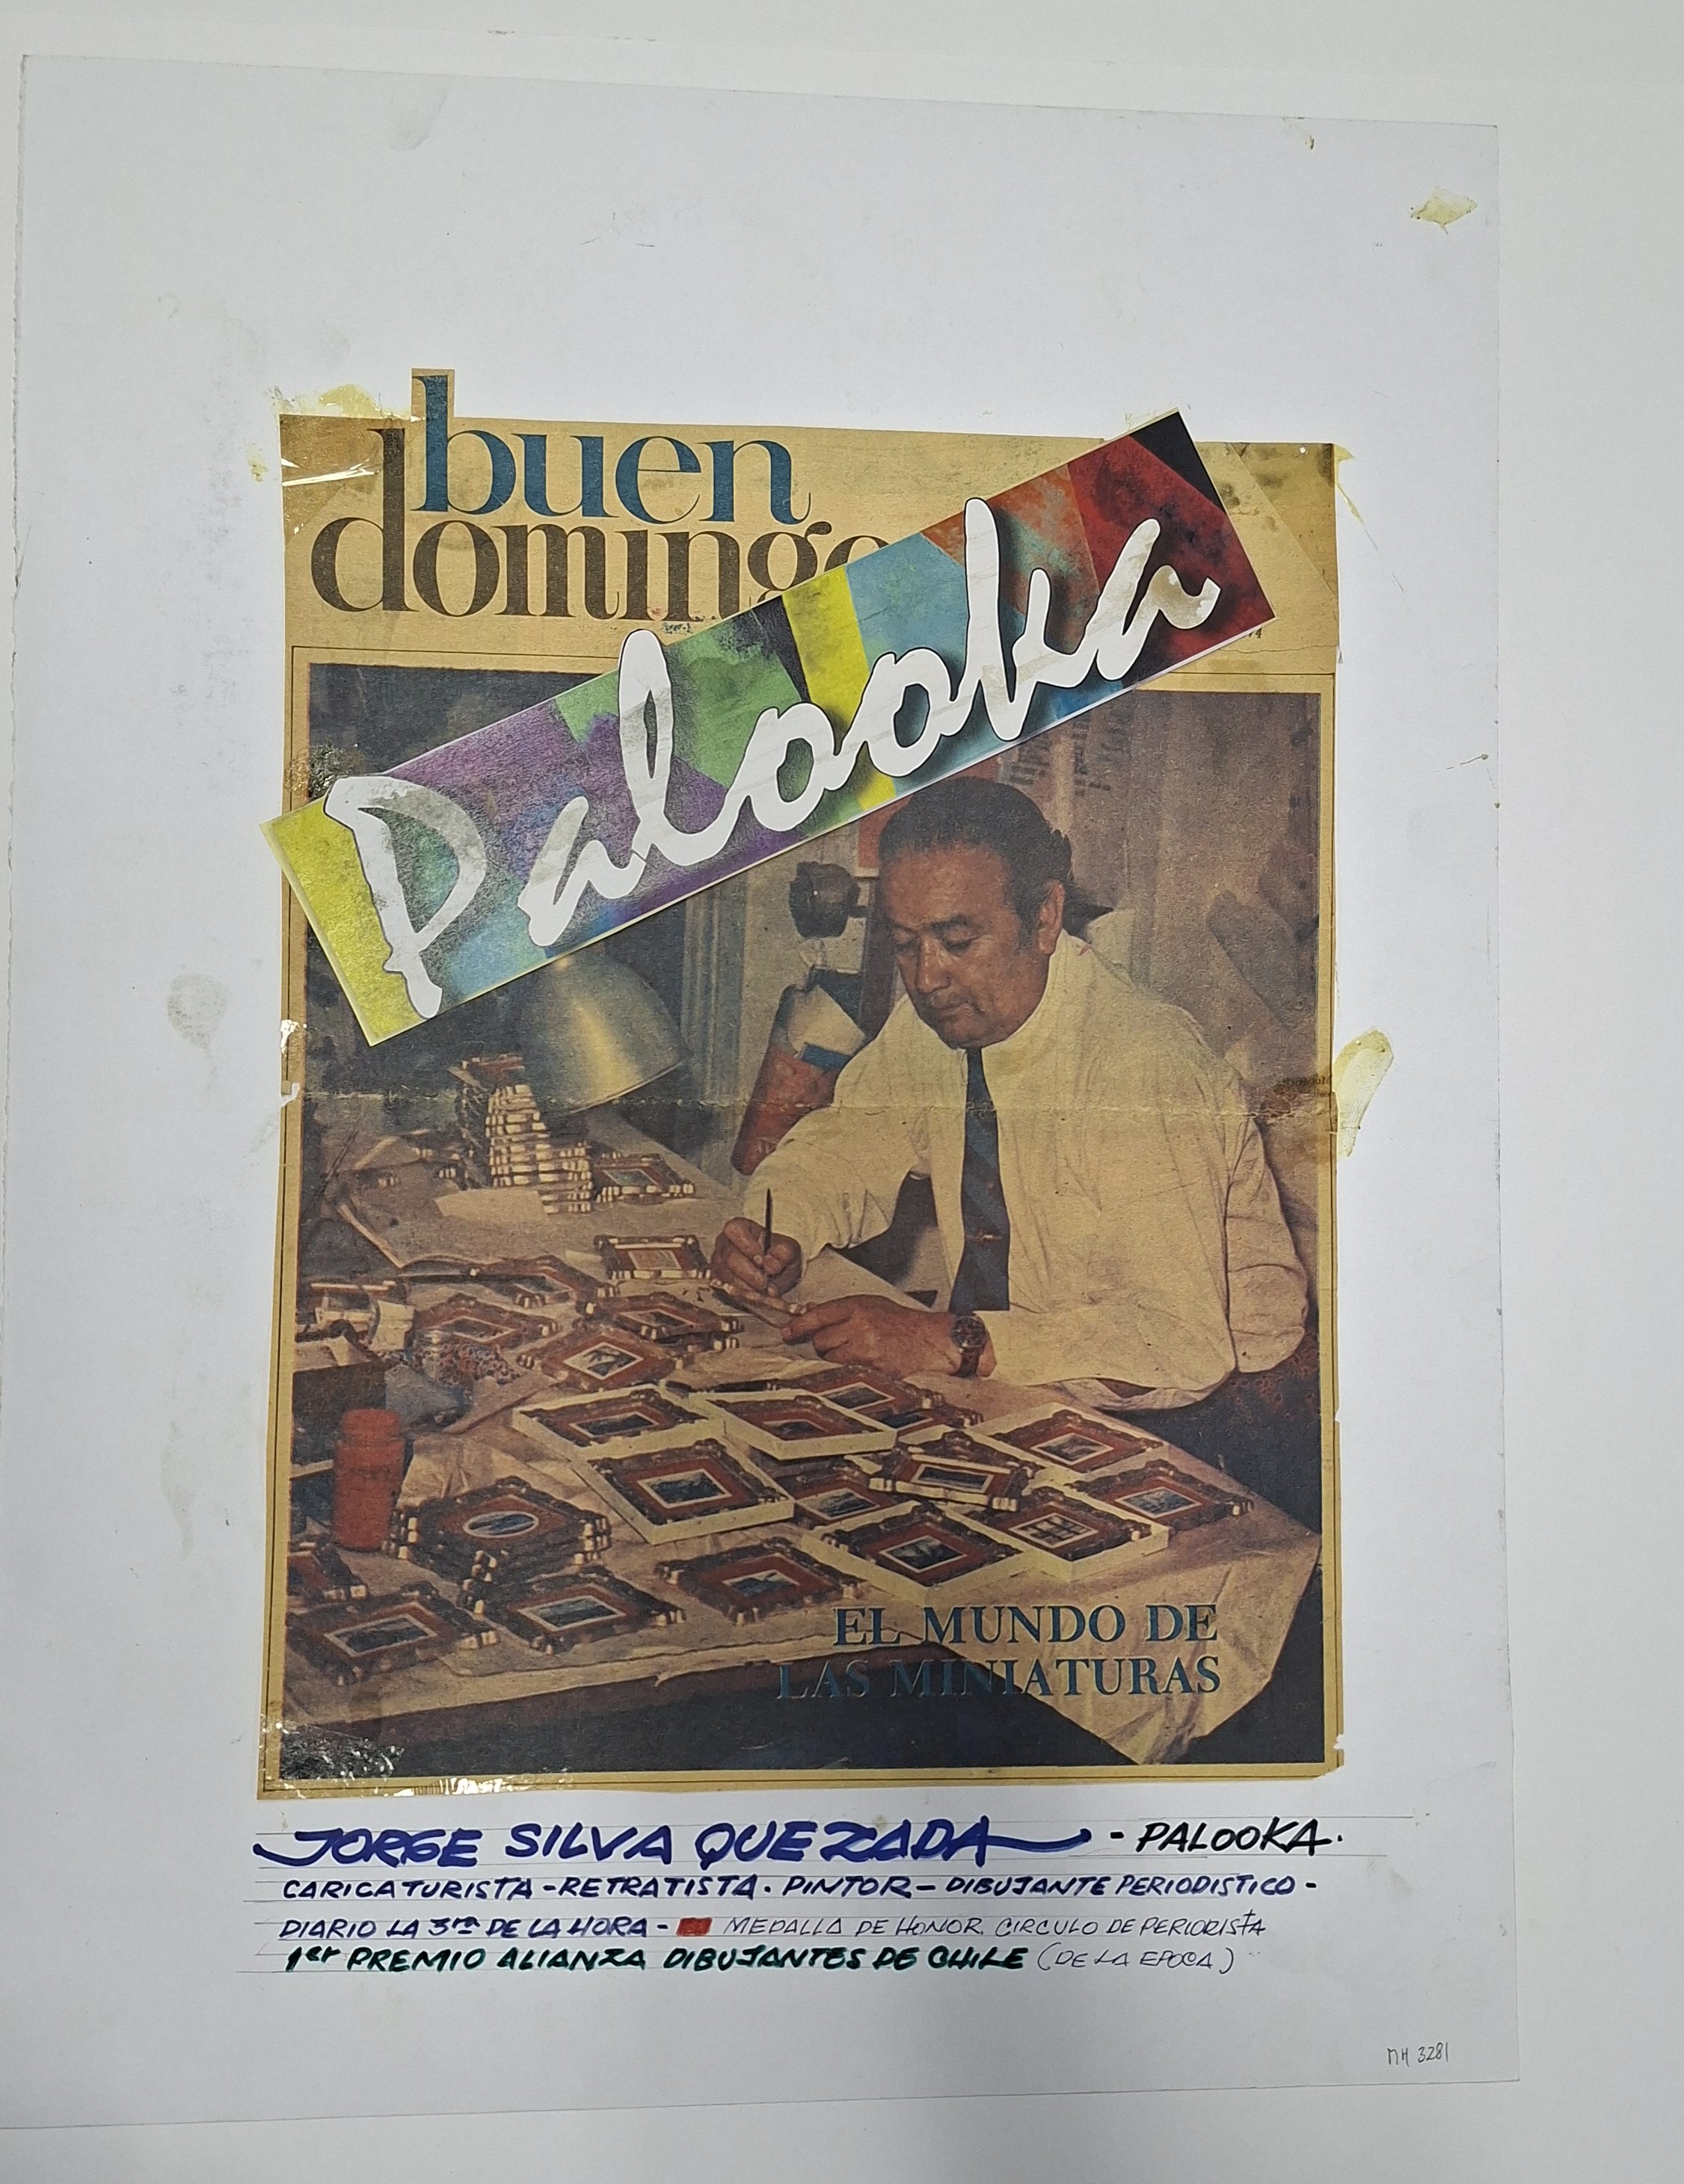 buen
domingo
Palooka
EL MUNDO DE
LAS MINIATURAS
JORGE SILVA QUEZADA - PALOOKA.
CARICATURISTA - RETRATISTA. PINTOR - DIBUJANTE PERIODISTICO -
DIARIO LA 3ra DE LA HORA - MEDALLA DE HONOR. CIRCULO DE PERIORISTA
1er PREMIO ALIANZA DIBUJANTES DE CHILE (DE LA EPOCA)
MH 3281